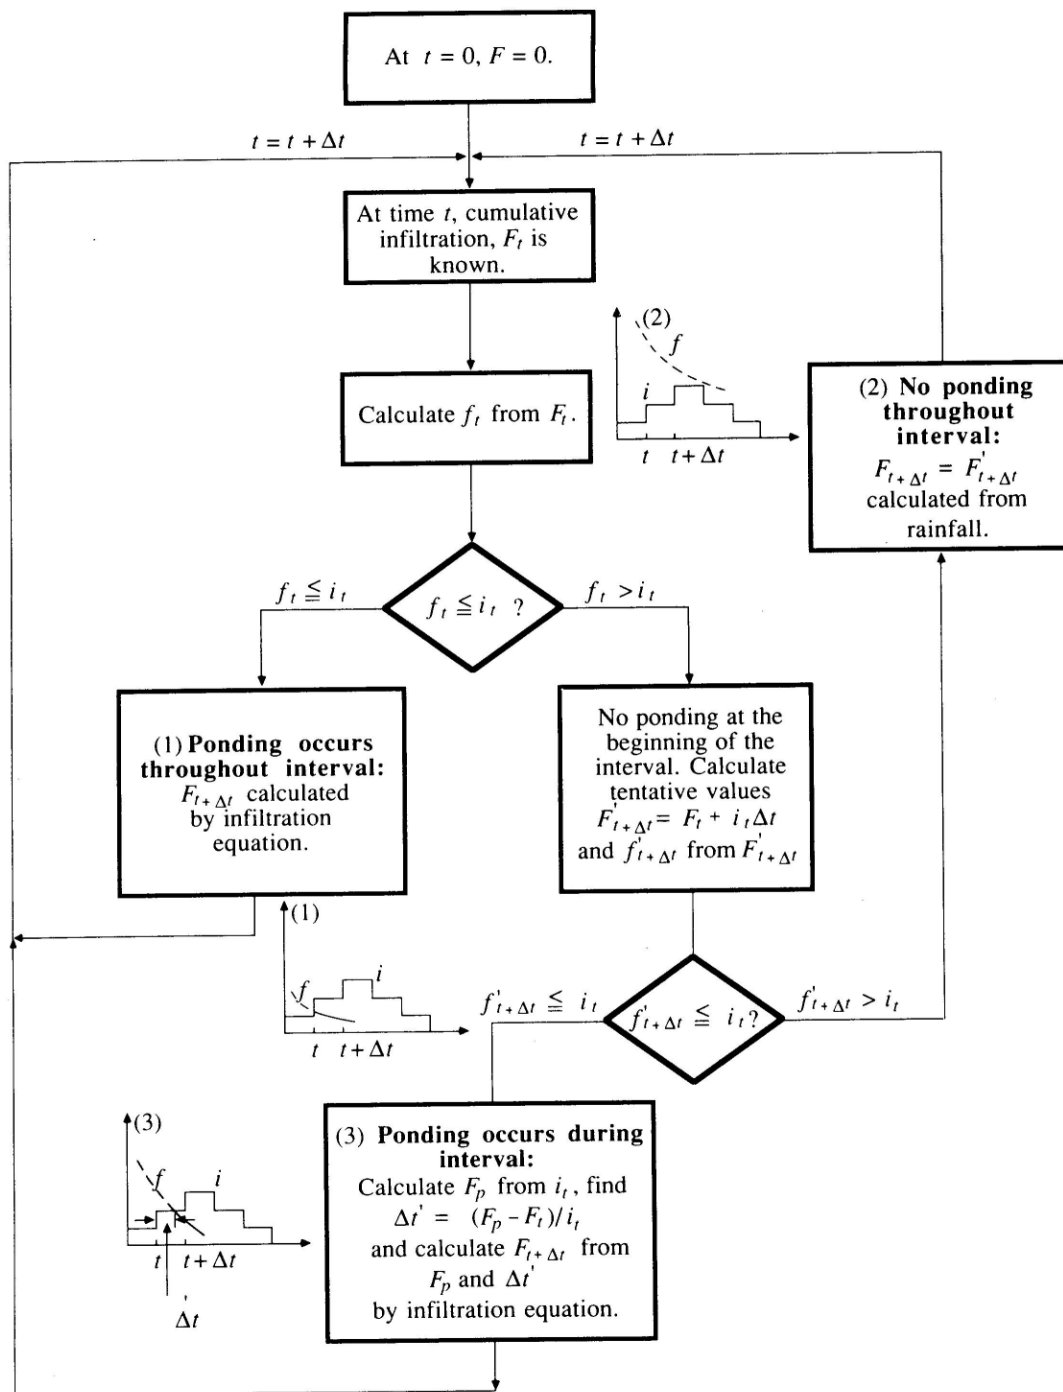 At t = 0, F = 0.
t = t + Δt
t = t + Δt
At time t, cumulative
infiltration, F_t is
known.
Calculate f_t from F_t.
(2)
f
i
t
t + Δt
(2) No ponding
throughout
interval:
F_{t + Δt} = F'_{t + Δt}
calculated from
rainfall.
f_t ≦ i_t
f_t ≦ i_t ?
f_t > i_t
(1) Ponding occurs
throughout interval:
F_{t + Δt} calculated
by infiltration
equation.
No ponding at the
beginning of the
interval. Calculate
tentative values
F'_{t + Δt} = F_t + i_t Δt
and f'_{t + Δt} from F'_{t + Δt}
(1)
f
i
t
t + Δt
f'_{t + Δt} ≦ i_t
f'_{t + Δt} ≦ i_t?
f'_{t + Δt} > i_t
(3)
f
i
t
t + Δt
Δt'
(3) Ponding occurs during
interval:
Calculate F_p from i_t, find
Δt' = (F_p – F_t)/i_t
and calculate F_{t + Δt} from
F_p and Δt'
by infiltration equation.